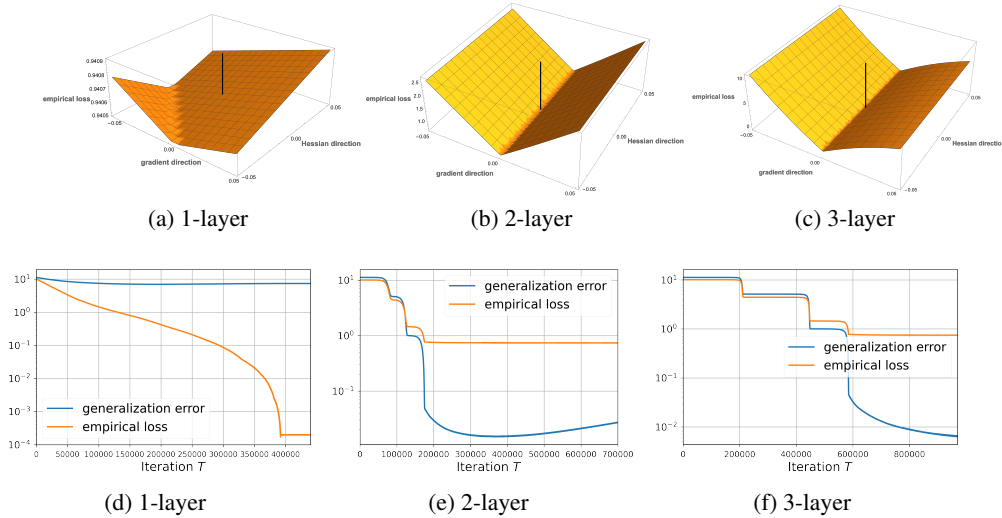 0.05
0.9409
0.9408
0.9406
0.9405
empirical loss
-0.05
0.00
gradient direction
0.05
-0.05
0.00
Hessian direction
0.05
(a) 1-layer
2.5
2.0
1.5
1.0
empirical loss
-0.05
0.00
gradient direction
0.05
-0.05
0.00
Hessian direction
0.05
(b) 2-layer
10
5
0
empirical loss
-0.05
0.00
gradient direction
0.05
-0.05
0.00
Hessian directio
0.05
(c) 3-layer
10^1
10^0
10^-1
10^-2
10^-3
10^-4
generalization error
empirical loss
0 50000 100000 150000 200000 250000 300000 350000 400000
Iteration T
(d) 1-layer
10^1
10^0
10^-1
generalization error
empirical loss
0 100000 200000 300000 400000 500000 600000 700000
Iteration T
(e) 2-layer
10^1
10^0
10^-1
10^-2
generalization error
empirical loss
0 200000 400000 600000 800000
Iteration T
(f) 3-layer